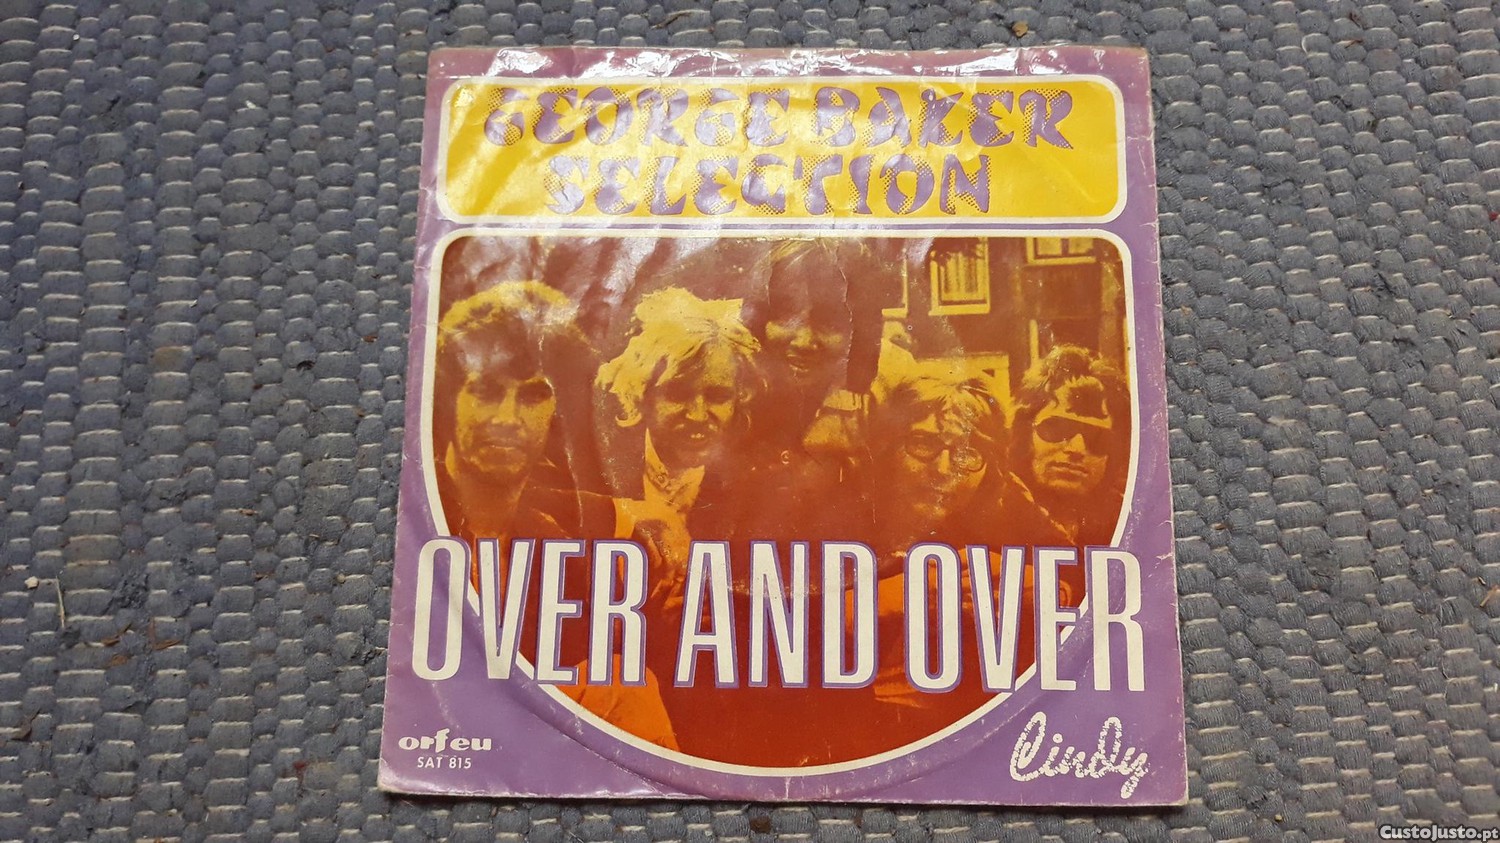 GEORGE BAKER
SELECTION
OVER AND OVER
orfeu
SAT 815
Cindy
CustoJusto.pt